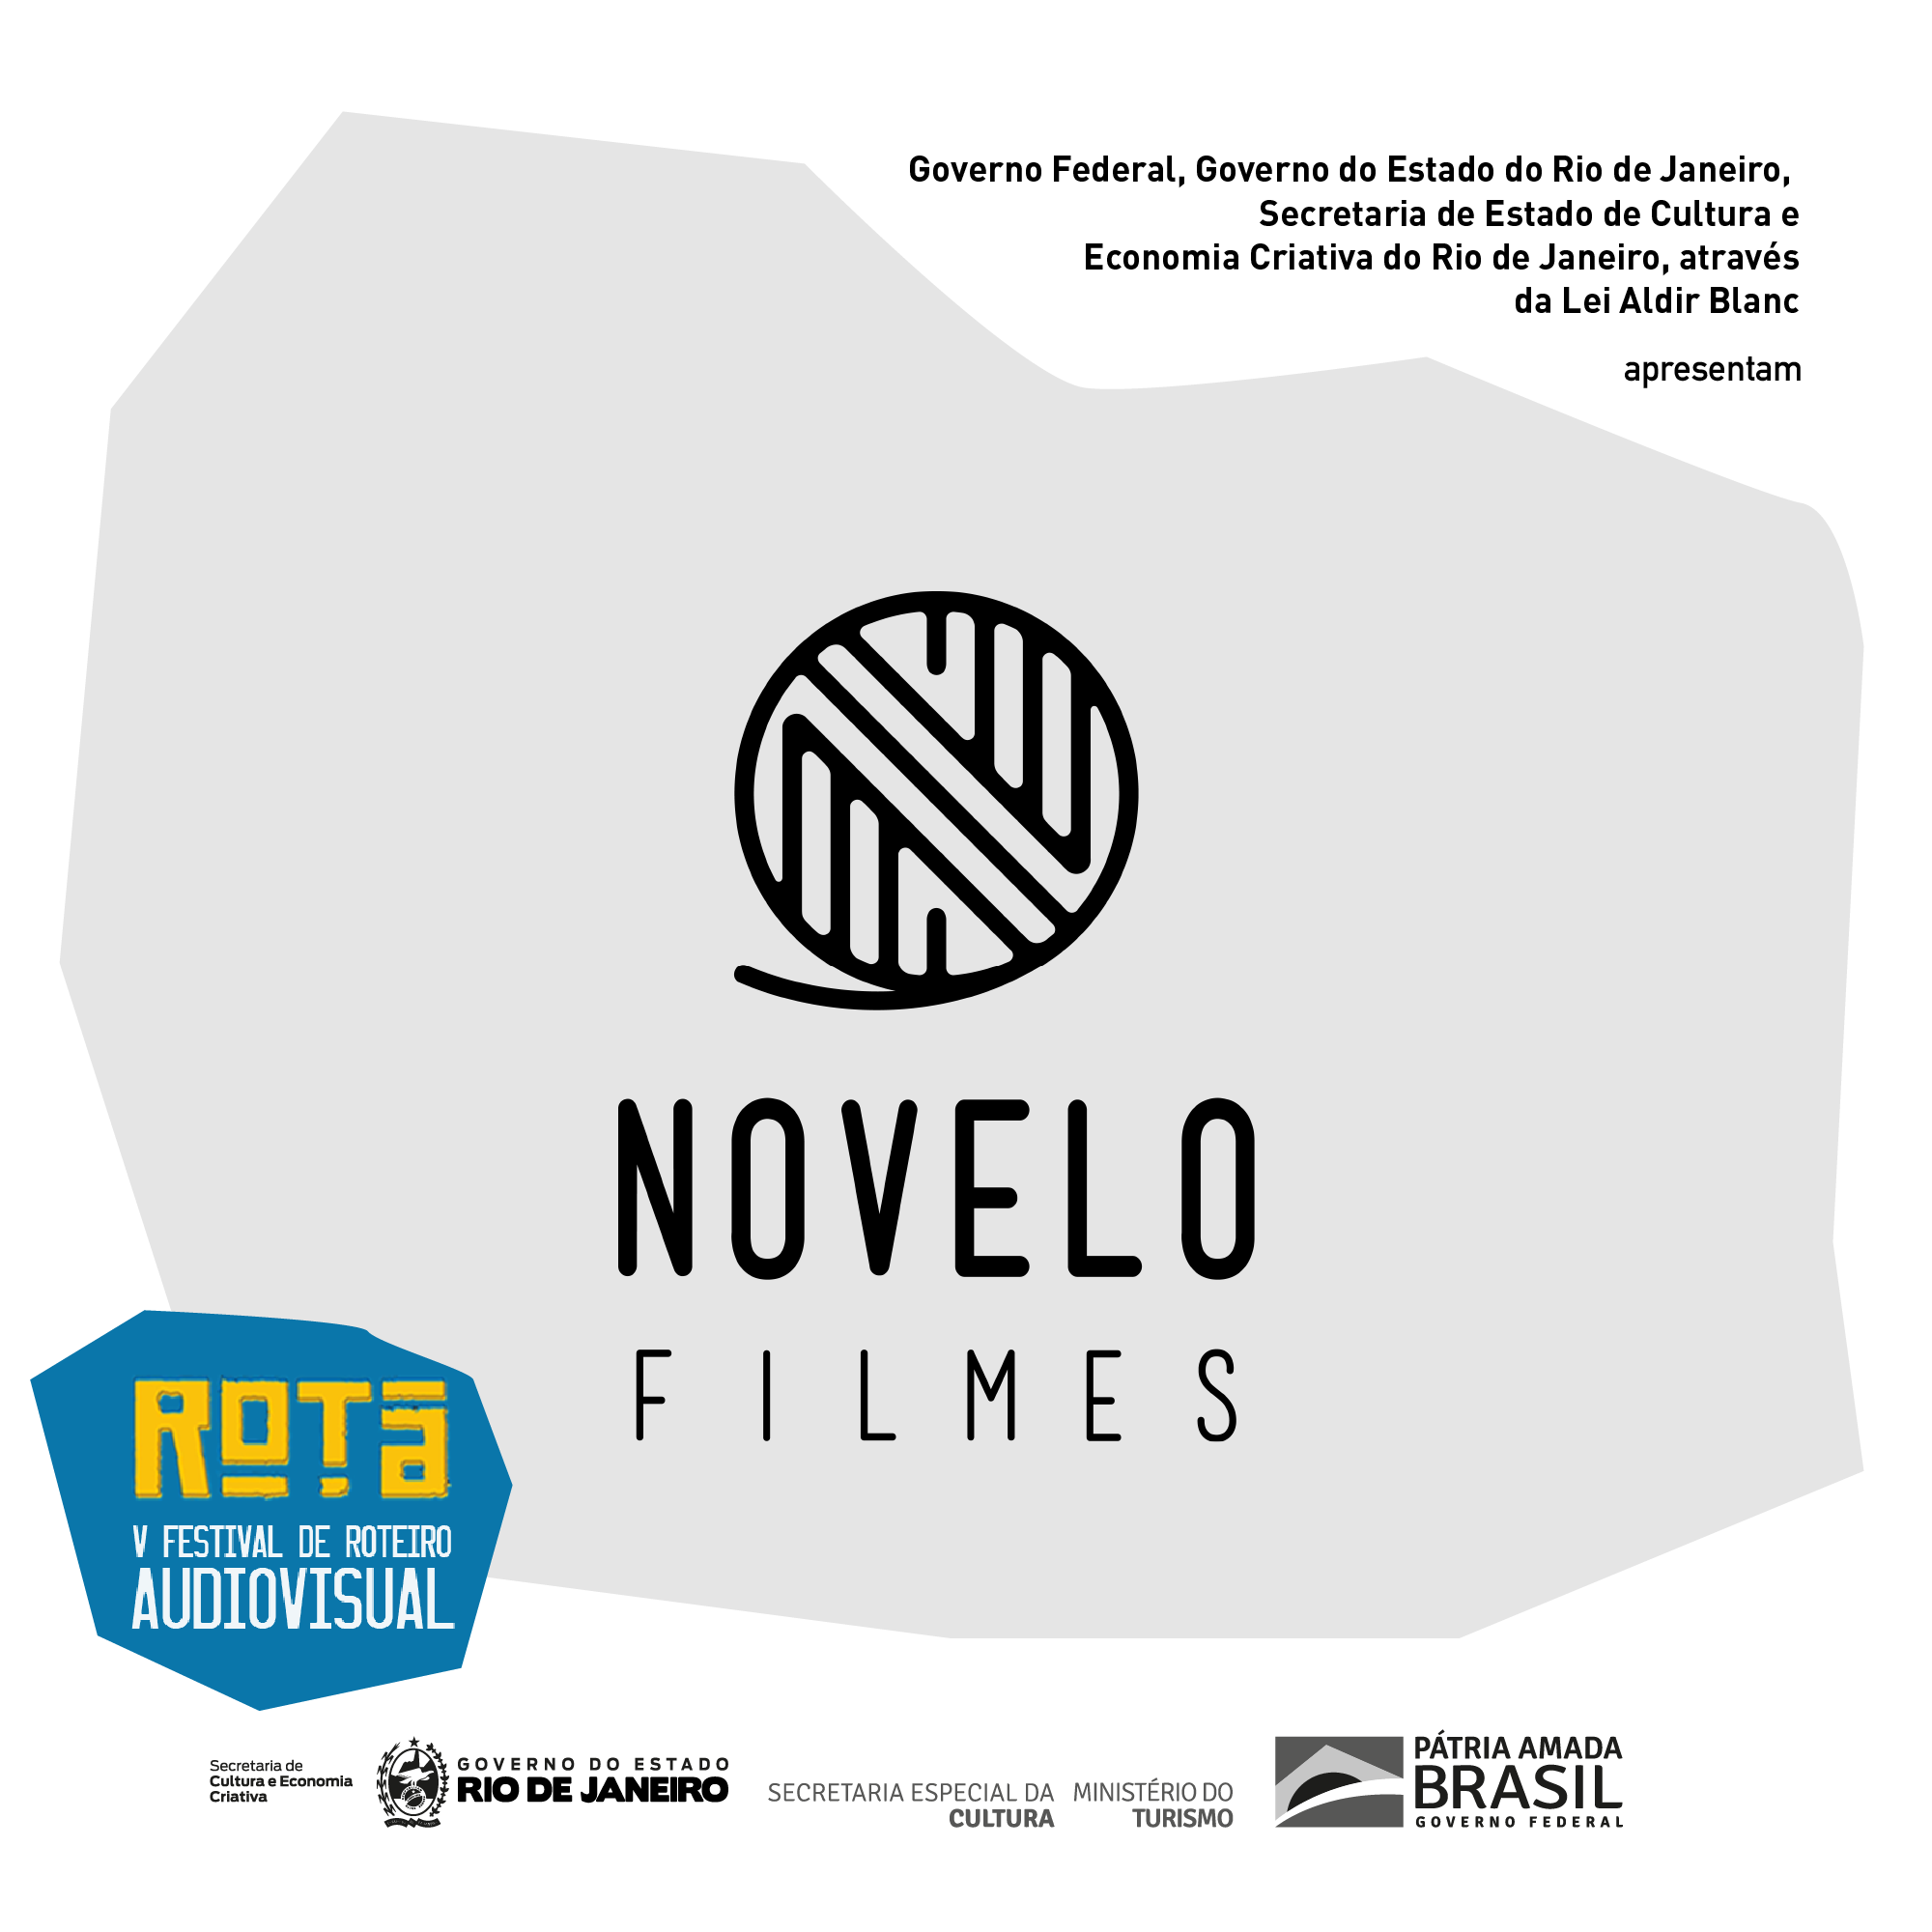 Governo Federal, Governo do Estado do Rio de Janeiro,
Secretaria de Estado de Cultura e
Economia Criativa do Rio de Janeiro, através
da Lei Aldir Blanc
apresentam
NOVELO
FILMES
ROTA
V FESTIVAL DE ROTEIRO
AUDIOVISUAL
Secretaria de
Cultura e Economia
Criativa
GOVERNO DO ESTADO
RIO DE JANEIRO
SECRETARIA ESPECIAL DA
CULTURA
MINISTÉRIO DO
TURISMO
PÁTRIA AMADA
BRASIL
GOVERNO FEDERAL